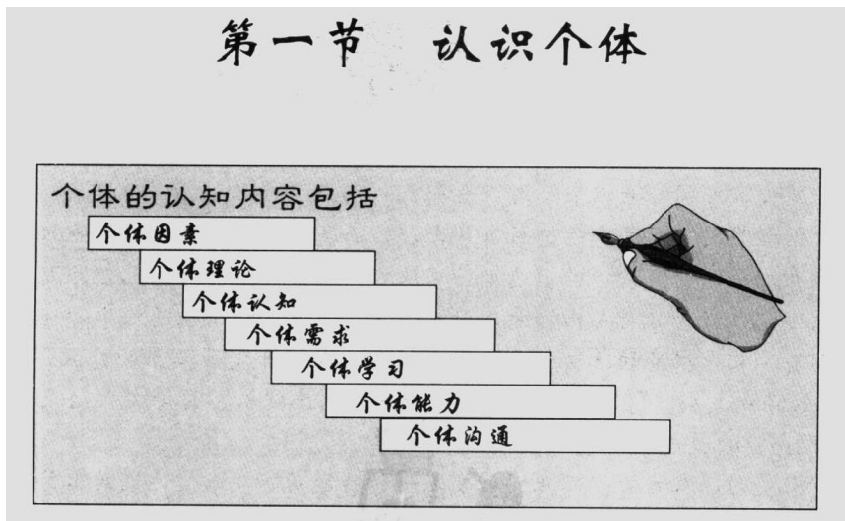 第一节 认识个体
个体的认知内容包括
个体因素
个体理论
个体认知
个体需求
个体学习
个体能力
个体沟通